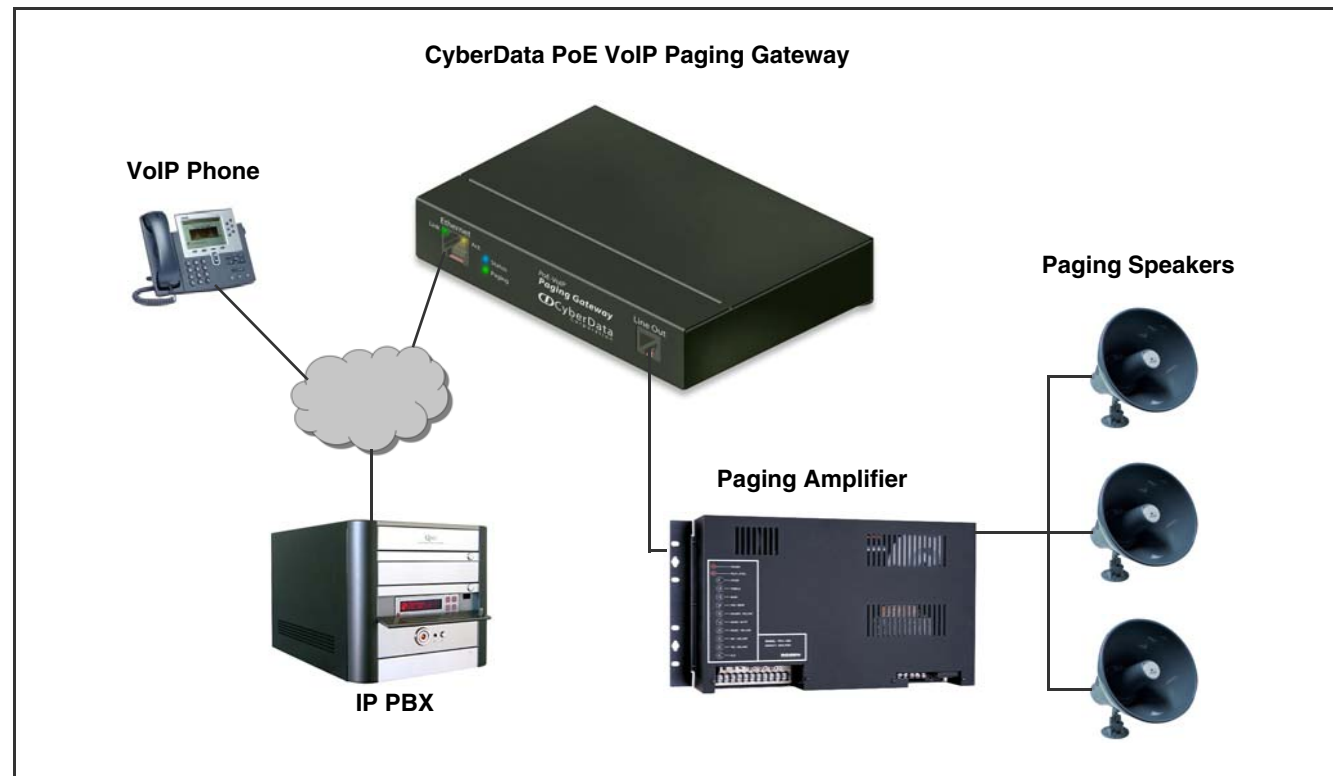 CyberData PoE VoIP Paging Gateway
VoIP Phone
Ethernet
Link
Act
Status
Paging
PoE-VoIP
Paging Gateway
CyberData
Corporation
Line Out
Paging Speakers
Paging Amplifier
IP PBX